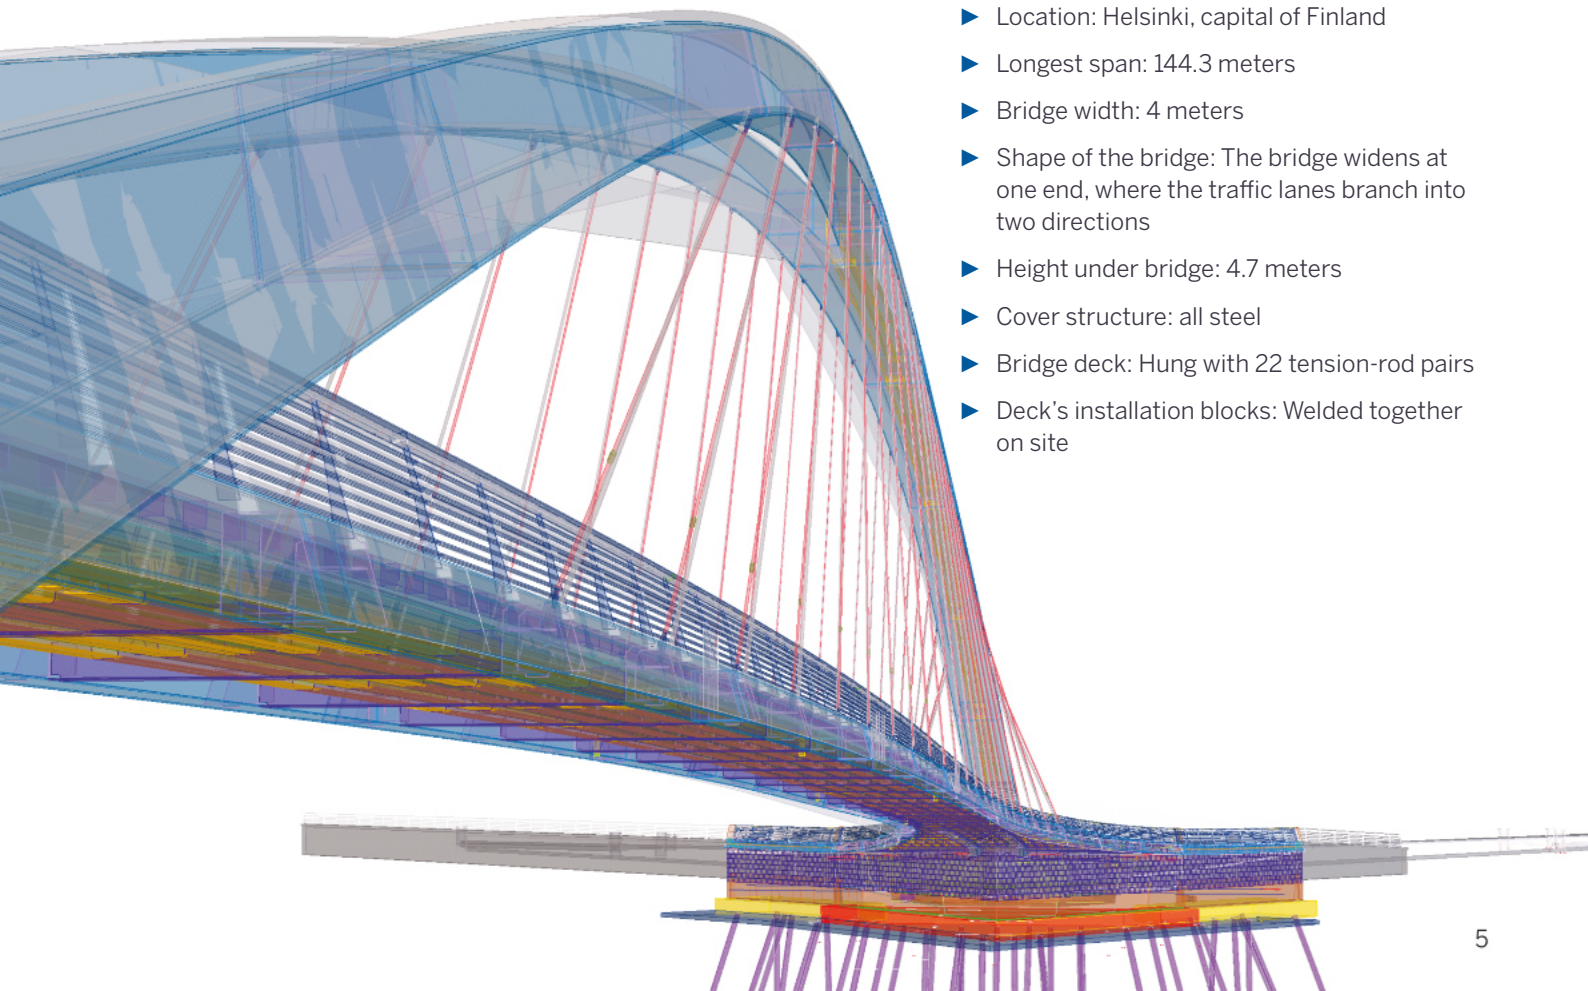 ► Location: Helsinki, capital of Finland
► Longest span: 144.3 meters
► Bridge width: 4 meters
► Shape of the bridge: The bridge widens at
one end, where the traffic lanes branch into
two directions
► Height under bridge: 4.7 meters
► Cover structure: all steel
► Bridge deck: Hung with 22 tension-rod pairs
► Deck’s installation blocks: Welded together
on site
5